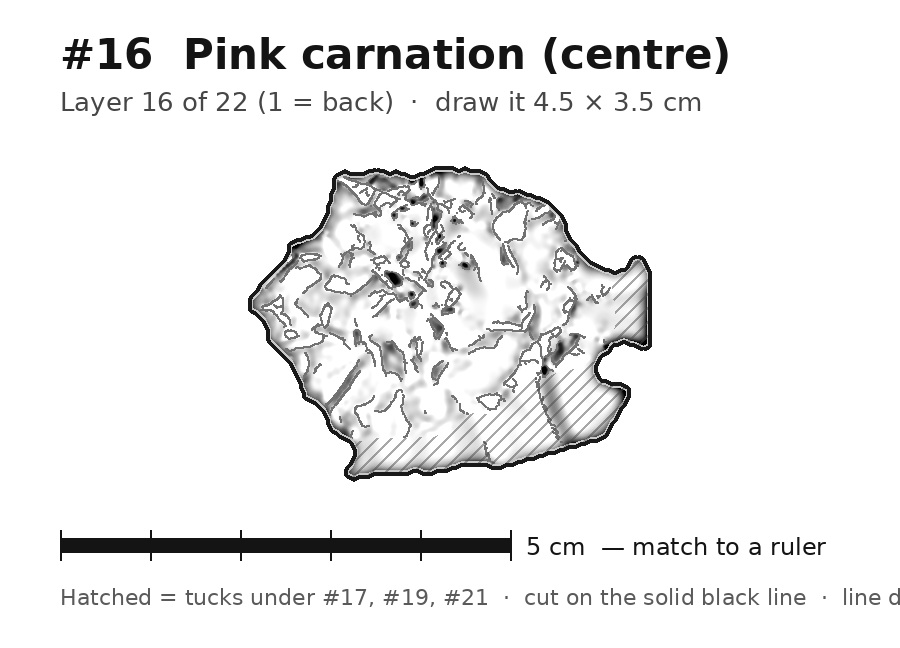 #16 Pink carnation (centre)
Layer 16 of 22 (1 = back) · draw it 4.5 × 3.5 cm
5 cm — match to a ruler
Hatched = tucks under #17, #19, #21 · cut on the solid black line · line d